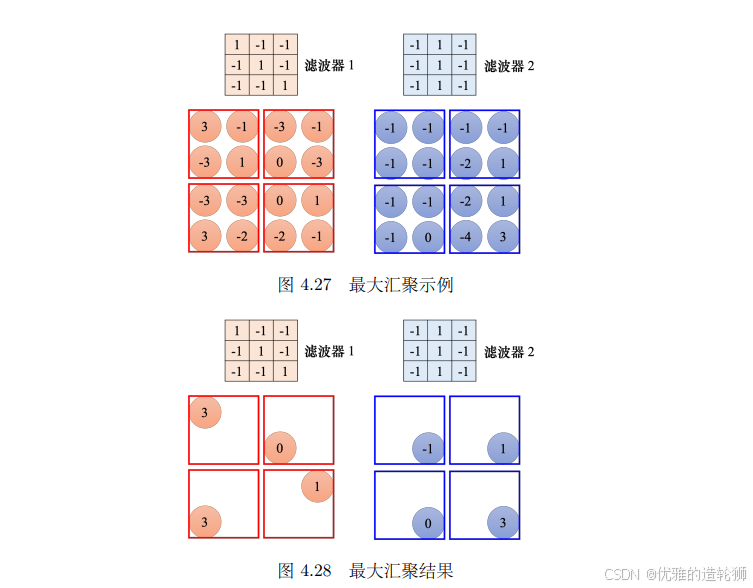 1 -1 -1 -1 1 -1
-1 1 -1 滤波器 1 -1 1 -1 滤波器 2
-1 -1 1 -1 1 -1
3 -1 -3 -1 -1 -1 -1 -1
-3 1 0 -3 -1 -1 -2 1
-3 -3 0 1 -1 -1 -2 1
3 -2 -2 -1 -1 0 -4 3
图 4.27 最大汇聚示例
1 -1 -1 -1 1 -1
-1 1 -1 滤波器 1 -1 1 -1 滤波器 2
-1 -1 1 -1 1 -1
3
0 -1 1
1
3 0 3
图 4.28 最大汇聚结果
CSDN @优雅的造轮狮